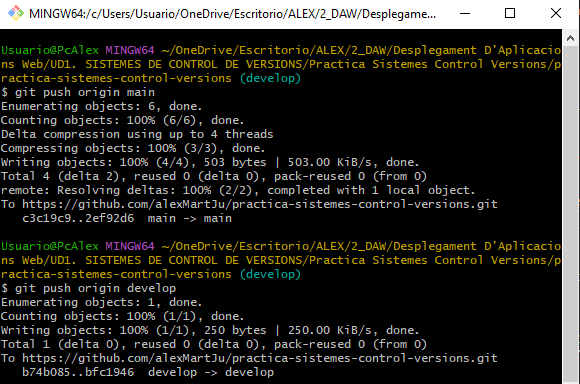 MINGW64:/c/Users/Usuario/OneDrive/Escritorio/ALEX/2_DAW/Desplegame...
Usuario@PcAlex MINGW64 ~/OneDrive/Escritorio/ALEX/2_DAW/Desplegament D'Aplicacio
ns Web/UD1. SISTEMES DE CONTROL DE VERSIONS/Practica Sistemes Control Versions/p
ractica-sistemes-control-versions (develop)
$ git push origin main
Enumerating objects: 6, done.
Counting objects: 100% (6/6), done.
Delta compression using up to 4 threads
Compressing objects: 100% (3/3), done.
Writing objects: 100% (4/4), 503 bytes | 503.00 KiB/s, done.
Total 4 (delta 2), reused 0 (delta 0), pack-reused 0 (from 0)
remote: Resolving deltas: 100% (2/2), completed with 1 local object.
To https://github.com/alexMartJu/practica-sistemes-control-versions.git
   c3c19c9..2ef92d6  main -> main
Usuario@PcAlex MINGW64 ~/OneDrive/Escritorio/ALEX/2_DAW/Desplegament D'Aplicacio
ns Web/UD1. SISTEMES DE CONTROL DE VERSIONS/Practica Sistemes Control Versions/p
ractica-sistemes-control-versions (develop)
$ git push origin develop
Enumerating objects: 1, done.
Counting objects: 100% (1/1), done.
Writing objects: 100% (1/1), 250 bytes | 250.00 KiB/s, done.
Total 1 (delta 0), reused 0 (delta 0), pack-reused 0 (from 0)
To https://github.com/alexMartJu/practica-sistemes-control-versions.git
   b74b085..bfc1946  develop -> develop